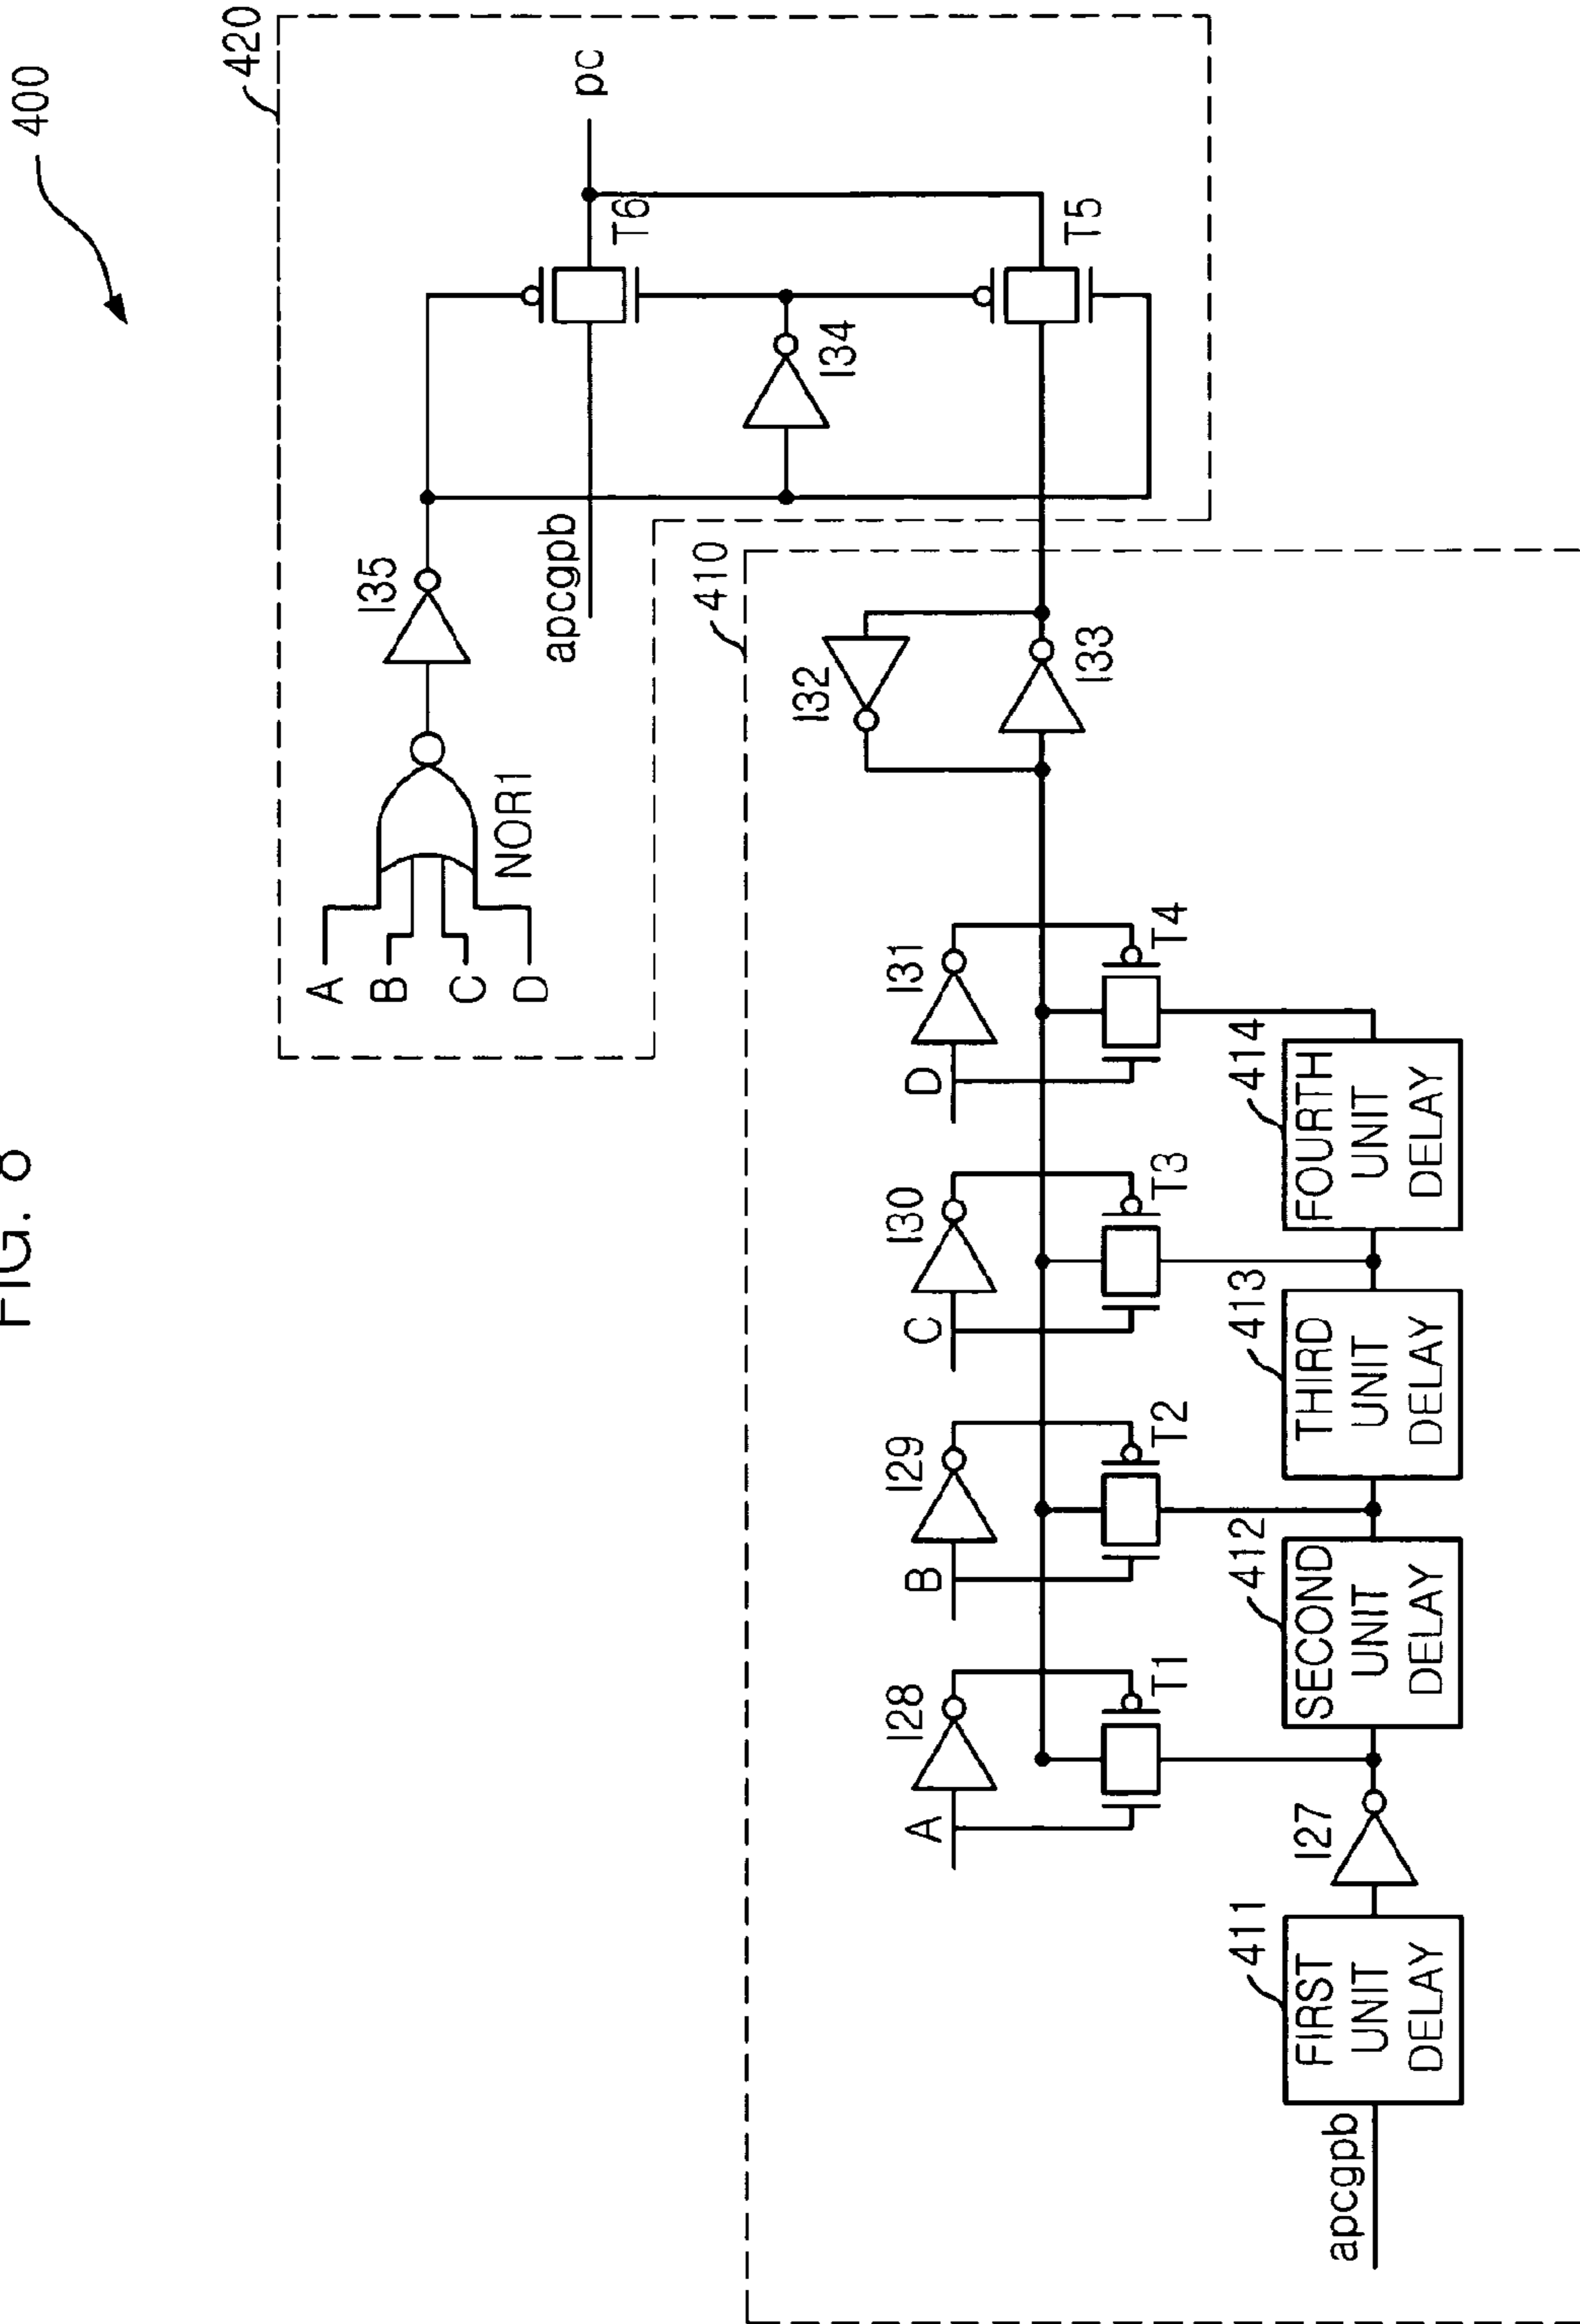 FIG. 8
400
420
A
B
C
D
NOR1
I35
apcgpb
T6
pc
I34
T5
410
I32
I33
A
I28
B
I29
C
I30
D
I31
T1
T2
T3
T4
apcgpb
411
FIRST
UNIT
DELAY
I27
412
SECOND
UNIT
DELAY
413
THIRD
UNIT
DELAY
414
FOURTH
UNIT
DELAY